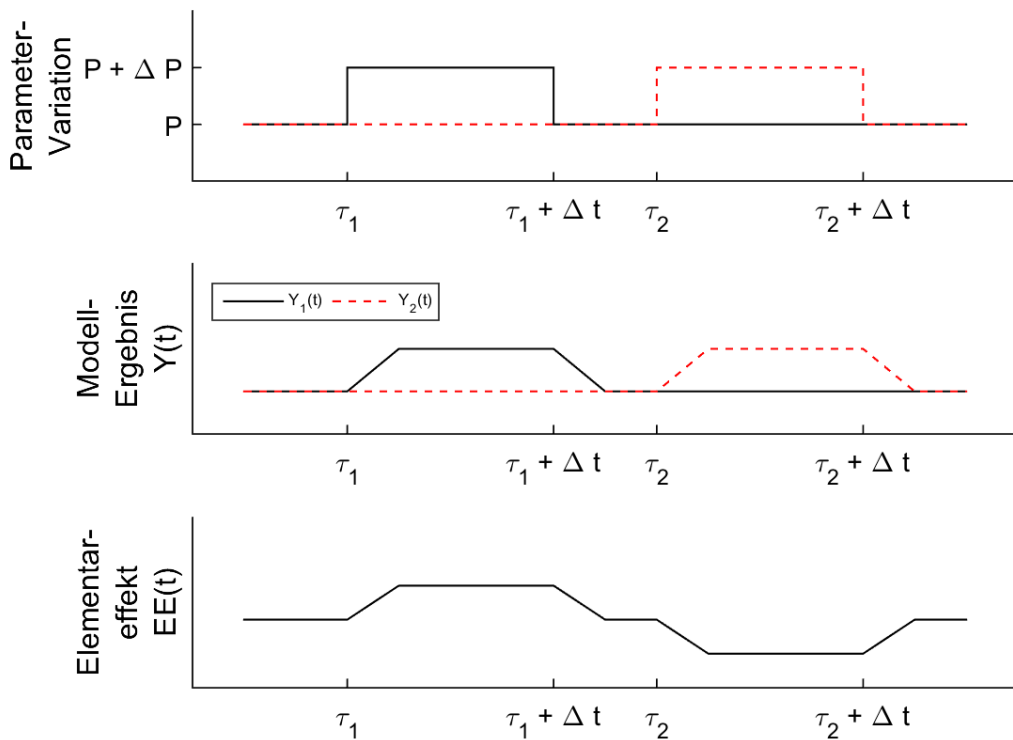 Parameter-
Variation
P + Δ P
P
τ1 τ1 + Δ t τ2 τ2 + Δ t
Modell-
Ergebnis
Y(t)
Y1(t) Y2(t)
τ1 τ1 + Δ t τ2 τ2 + Δ t
Elementar-
effekt
EE(t)
τ1 τ1 + Δ t τ2 τ2 + Δ t